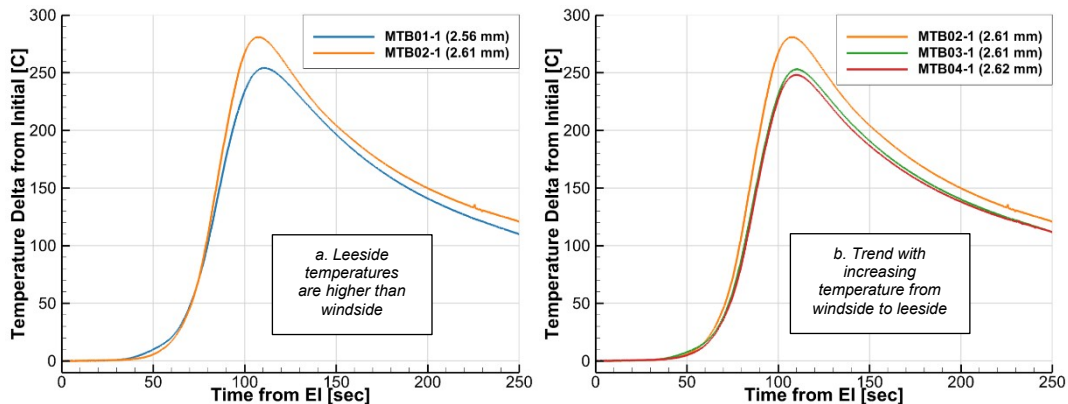 Temperature Delta from Initial [C]
300
250
200
150
100
50
0
MTB01-1 (2.56 mm)
MTB02-1 (2.61 mm)
a. Leeside
temperatures
are higher than
windside
0
50
100
150
200
250
Time from EI [sec]
Temperature Delta from Initial [C]
300
250
200
150
100
50
0
MTB02-1 (2.61 mm)
MTB03-1 (2.61 mm)
MTB04-1 (2.62 mm)
b. Trend with
increasing
temperature from
windside to leeside
0
50
100
150
200
250
Time from EI [sec]